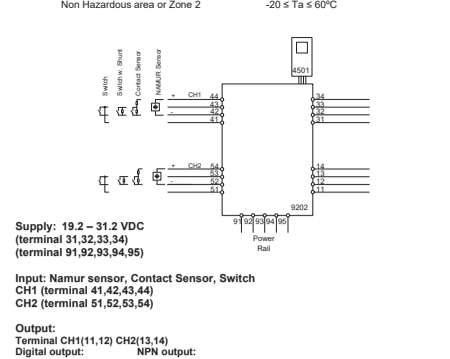 Non Hazardous area or Zone 2 -20 ≤ Ta ≤ 60ºC
Switch
Switch w. Shunt
Contact Sensor
NAMUR Sensor
4501
+ CH1 44
43
- 42
41
34
33
32
31
+ CH2 54
53
- 52
51
14
13
12
11
9202
91 92 93 94 95
Power
Rail
Supply: 19.2 – 31.2 VDC
(terminal 31,32,33,34)
(terminal 91,92,93,94,95)
Input: Namur sensor, Contact Sensor, Switch
CH1 (terminal 41,42,43,44)
CH2 (terminal 51,52,53,54)
Output:
Terminal CH1(11,12) CH2(13,14)
Digital output: NPN output: